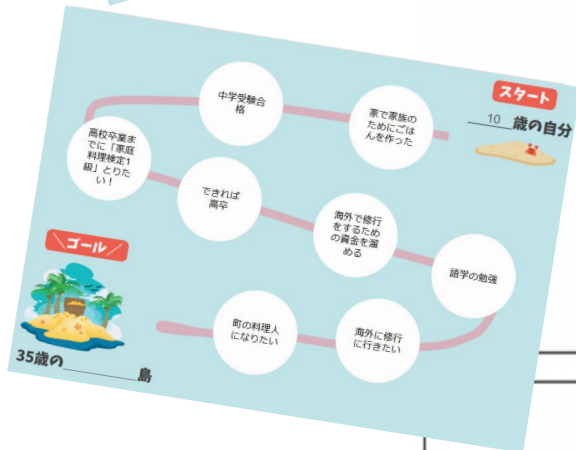 スタート
10 歳の自分
家で家族の
ためにごは
んを作った
中学受験合
格
高校卒業ま
でに「家庭
料理検定1
級」とりた
い！
できれば
高卒
海外で修行
をするため
の資金を溜
める
語学の勉強
海外に修行
に行きたい
町の料理人
になりたい
＼ゴール／
35歳の＿＿＿＿＿島